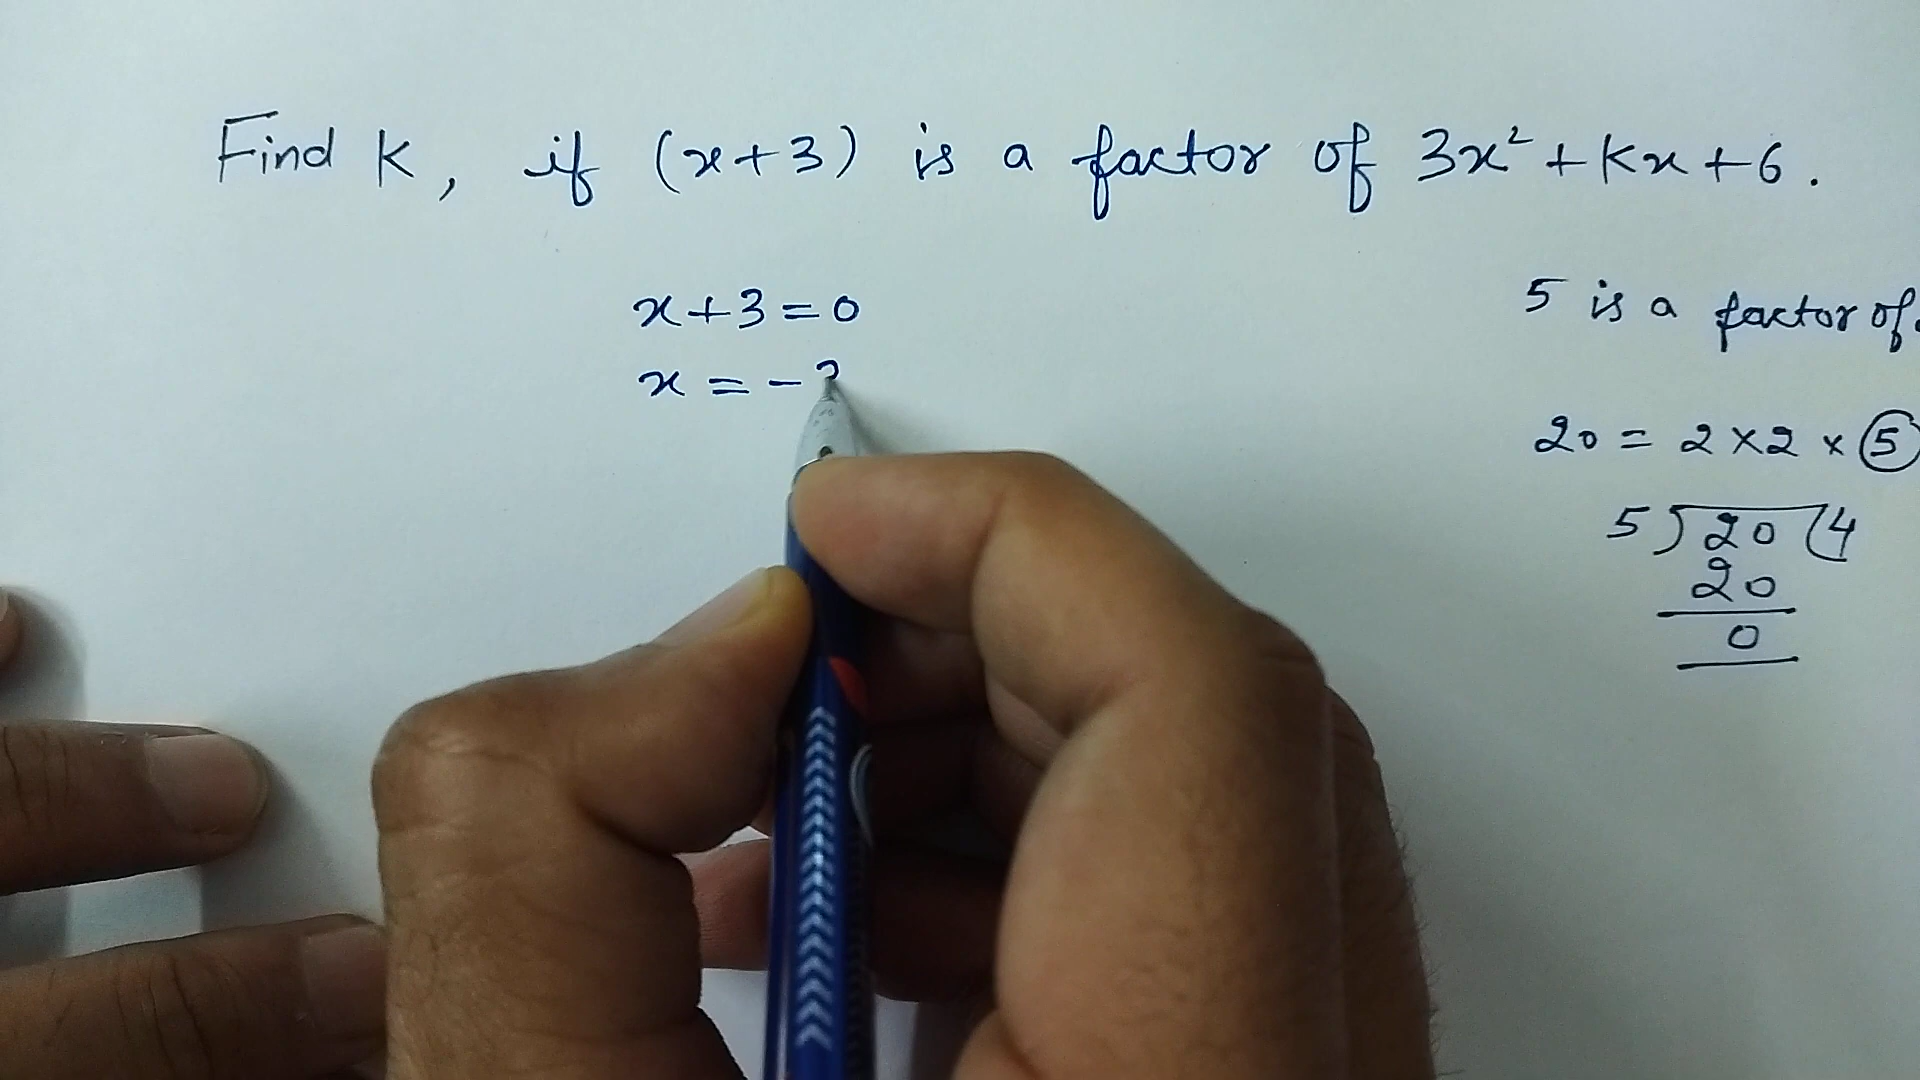 Find K, if (x+3) is a factor of 3x² + Kx + 6.
x+3=0
x = -
5 is a factor of
20 = 2 × 2 × 5
5) 20 (4
20
0